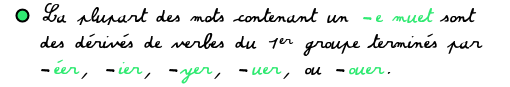 La plupart des mots contenant un -e muet sont
des dérivés de verbes du 1er groupe terminés par
-éer, -ier, -yer, -uer, ou -ouer.